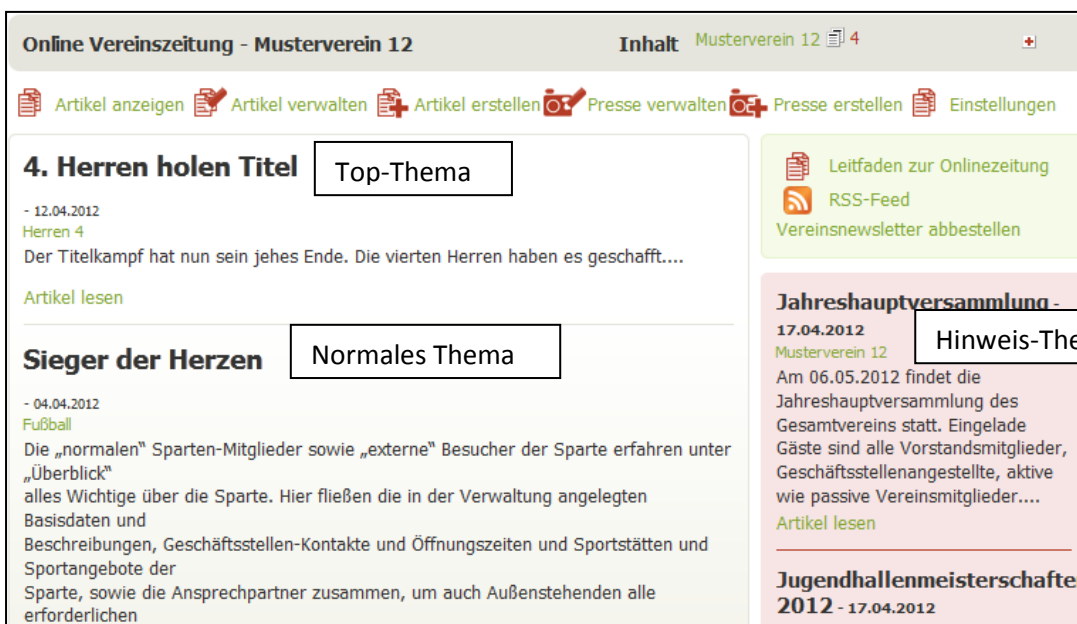 Online Vereinszeitung - Musterverein 12 Inhalt Musterverein 12 4
Artikel anzeigen Artikel verwalten Artikel erstellen Presse verwalten Presse erstellen Einstellungen
4. Herren holen Titel
Top-Thema
- 12.04.2012
Herren 4
Der Titelkampf hat nun sein jehes Ende. Die vierten Herren haben es geschafft....
Artikel lesen
Sieger der Herzen
Normales Thema
- 04.04.2012
Fußball
Die „normalen" Sparten-Mitglieder sowie „externe" Besucher der Sparte erfahren unter
„Überblick"
alles Wichtige über die Sparte. Hier fließen die in der Verwaltung angelegten
Basisdaten und
Beschreibungen, Geschäftsstellen-Kontakte und Öffnungszeiten und Sportstätten und
Sportangebote der
Sparte, sowie die Ansprechpartner zusammen, um auch Außenstehenden alle
erforderlichen
Leitfaden zur Onlinezeitung
RSS-Feed
Vereinsnewsletter abbestellen
Jahreshauptversammlung -
17.04.2012
Hinweis-The
Musterverein 12
Am 06.05.2012 findet die
Jahreshauptversammlung des
Gesamtvereins statt. Eingelade
Gäste sind alle Vorstandsmitglieder,
Geschäftsstellenangestellte, aktive
wie passive Vereinsmitglieder....
Artikel lesen
Jugendhallenmeisterschafte
2012 - 17.04.2012